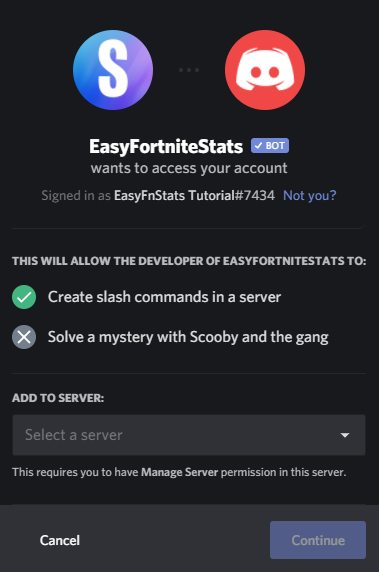 S
EasyFortniteStats ✓ BOT
wants to access your account
Signed in as EasyFnStats Tutorial#7434 Not you?
THIS WILL ALLOW THE DEVELOPER OF EASYFORTNITESTATS TO:
Create slash commands in a server
Solve a mystery with Scooby and the gang
ADD TO SERVER:
Select a server
This requires you to have Manage Server permission in this server.
Cancel Continue